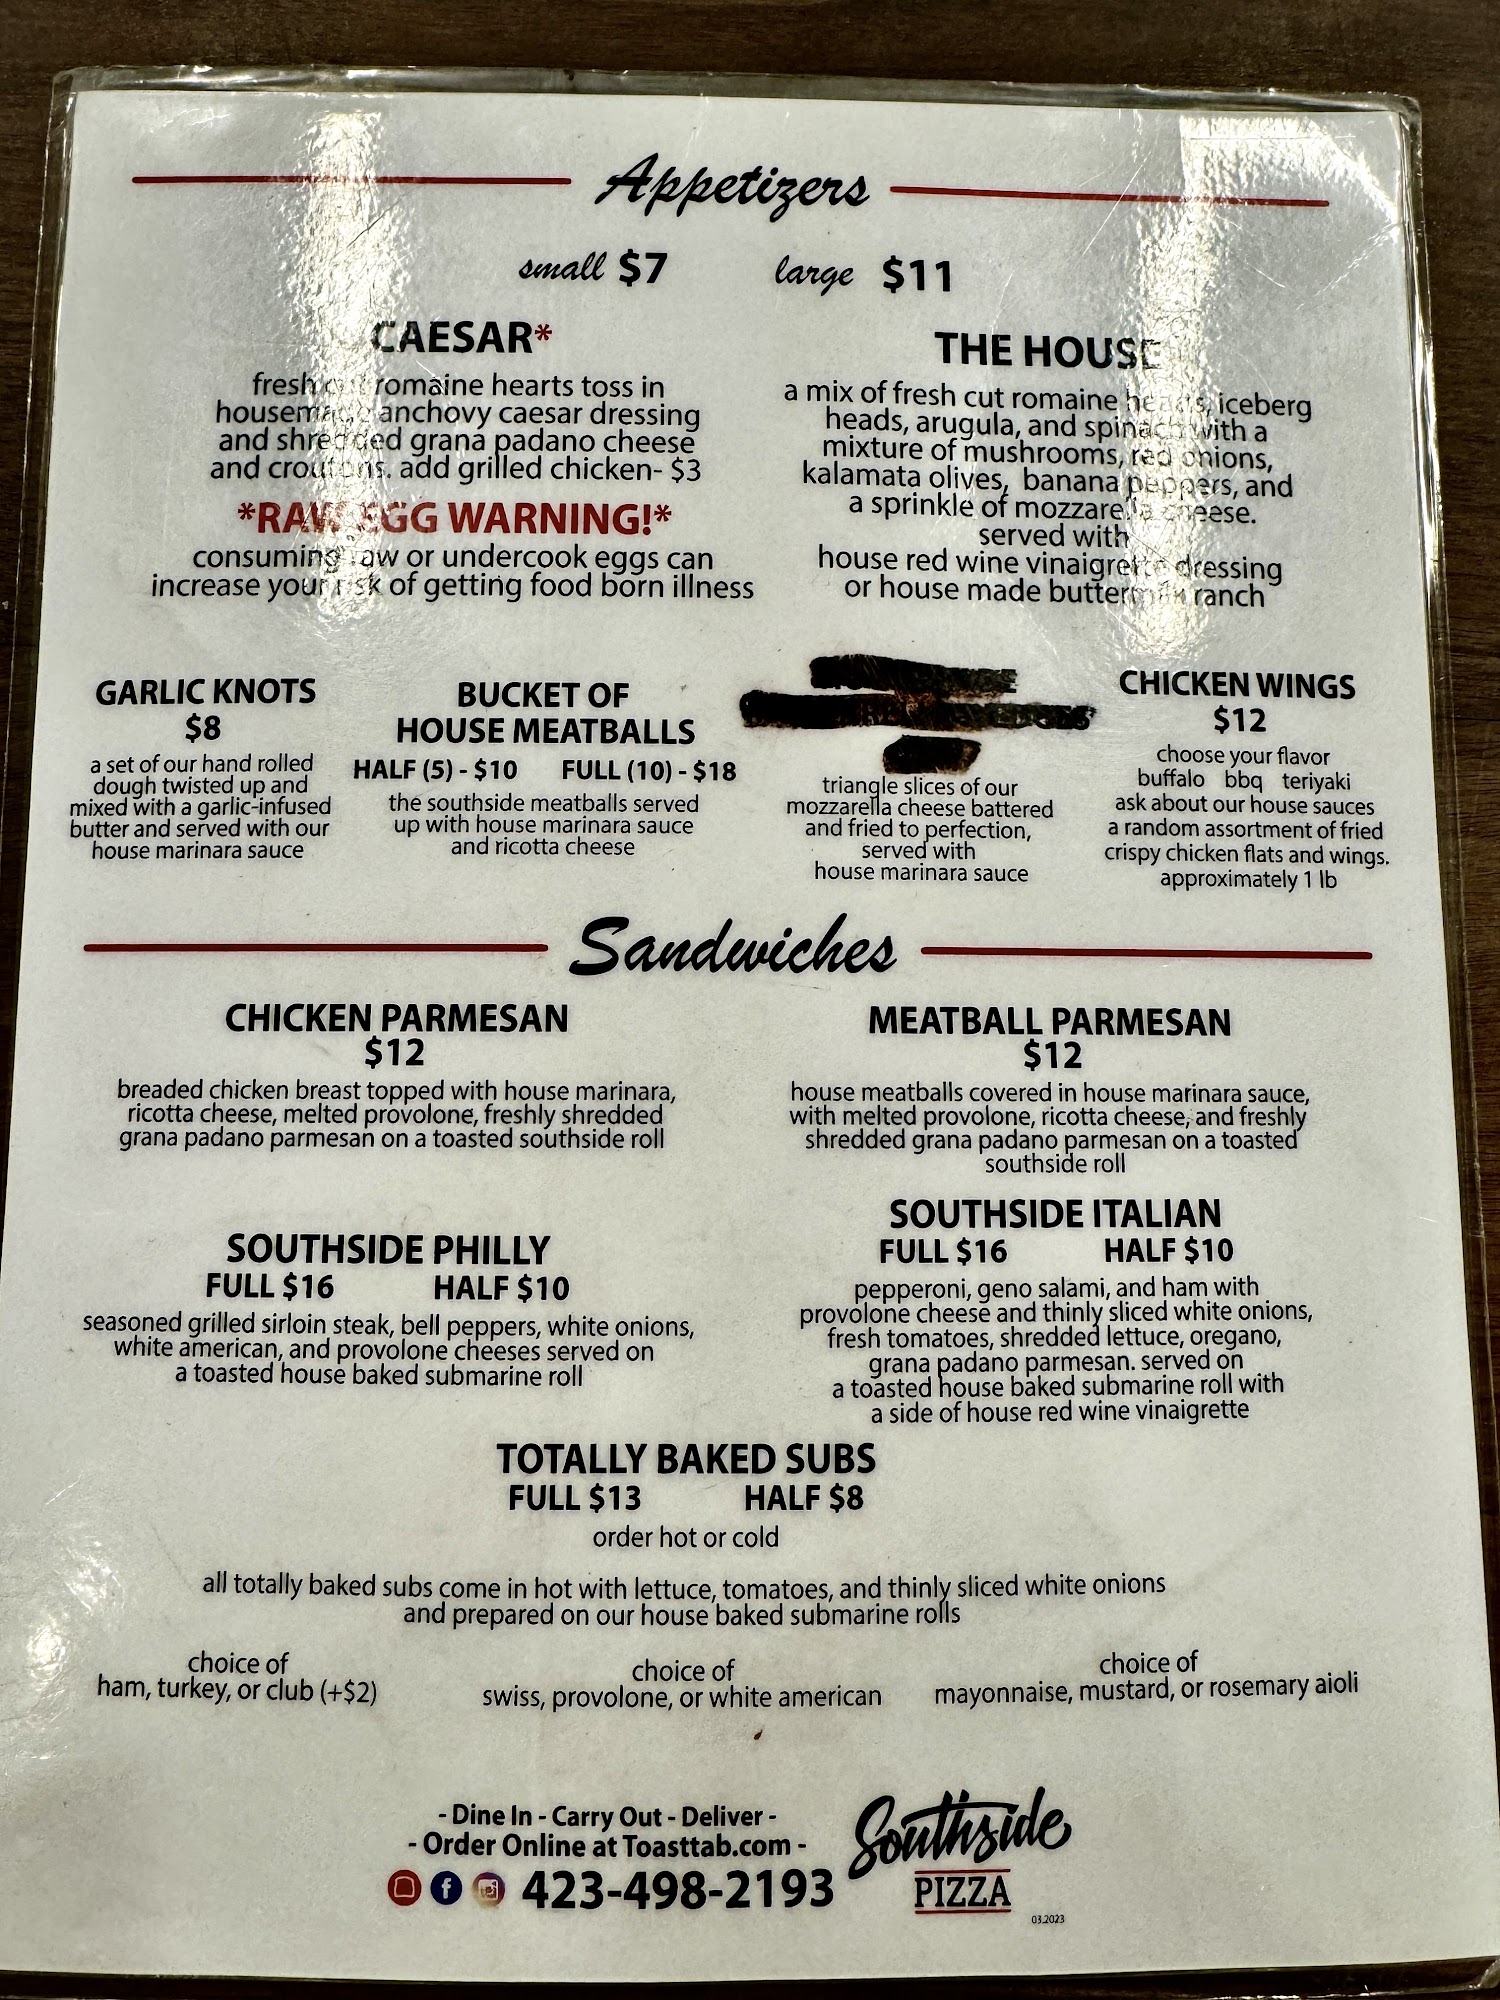 Appetizers
small $7 large $11
CAESAR*
fresh cut romaine hearts toss in
housemade anchovy caesar dressing
and shredded grana padano cheese
and croutons. add grilled chicken- $3
*RAW EGG WARNING!*
consuming raw or undercook eggs can
increase your risk of getting food born illness
THE HOUSE
a mix of fresh cut romaine hearts, iceberg
heads, arugula, and spinach with a
mixture of mushrooms, red onions,
kalamata olives, banana peppers, and
a sprinkle of mozzarella cheese.
served with
house red wine vinaigrette dressing
or house made buttermilk ranch
GARLIC KNOTS
$8
a set of our hand rolled
dough twisted up and
mixed with a garlic-infused
butter and served with our
house marinara sauce
BUCKET OF
HOUSE MEATBALLS
HALF (5) - $10 FULL (10) - $18
the southside meatballs served
up with house marinara sauce
and ricotta cheese
triangle slices of our
mozzarella cheese battered
and fried to perfection,
served with
house marinara sauce
CHICKEN WINGS
$12
choose your flavor
buffalo bbq teriyaki
ask about our house sauces
a random assortment of fried
crispy chicken flats and wings.
approximately 1 lb
Sandwiches
CHICKEN PARMESAN
$12
breaded chicken breast topped with house marinara,
ricotta cheese, melted provolone, freshly shredded
grana padano parmesan on a toasted southside roll
MEATBALL PARMESAN
$12
house meatballs covered in house marinara sauce,
with melted provolone, ricotta cheese, and freshly
shredded grana padano parmesan on a toasted
southside roll
SOUTHSIDE PHILLY
FULL $16 HALF $10
seasoned grilled sirloin steak, bell peppers, white onions,
white american, and provolone cheeses served on
a toasted house baked submarine roll
SOUTHSIDE ITALIAN
FULL $16 HALF $10
pepperoni, geno salami, and ham with
provolone cheese and thinly sliced white onions,
fresh tomatoes, shredded lettuce, oregano,
grana padano parmesan. served on
a toasted house baked submarine roll with
a side of house red wine vinaigrette
TOTALLY BAKED SUBS
FULL $13 HALF $8
order hot or cold
all totally baked subs come in hot with lettuce, tomatoes, and thinly sliced white onions
and prepared on our house baked submarine rolls
choice of
ham, turkey, or club (+$2)
choice of
swiss, provolone, or white american
choice of
mayonnaise, mustard, or rosemary aioli
- Dine In - Carry Out - Deliver -
- Order Online at Toasttab.com -
423-498-2193
Southside
PIZZA
03.2023